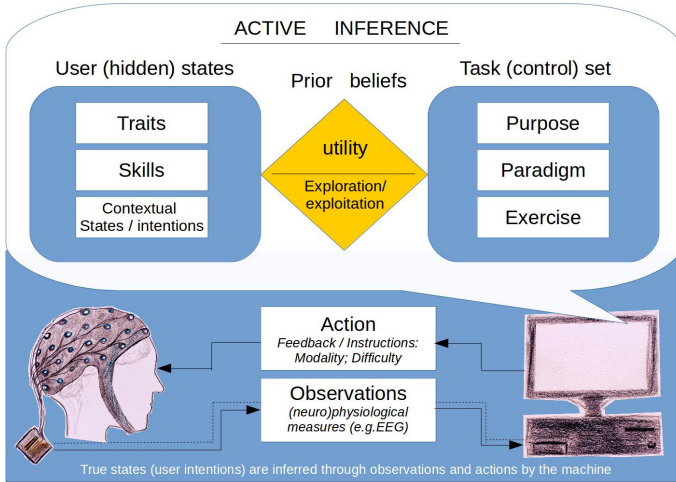 ACTIVE INFERENCE
User (hidden) states
Prior beliefs
Task (control) set
Traits
Skills
Contextual
States / intentions
utility
Exploration/
exploitation
Purpose
Paradigm
Exercise
Action
Feedback / Instructions:
Modality; Difficulty
Observations
(neuro)physiological
measures (e.g.EEG)
True states (user intentions) are inferred through observations and actions by the machine